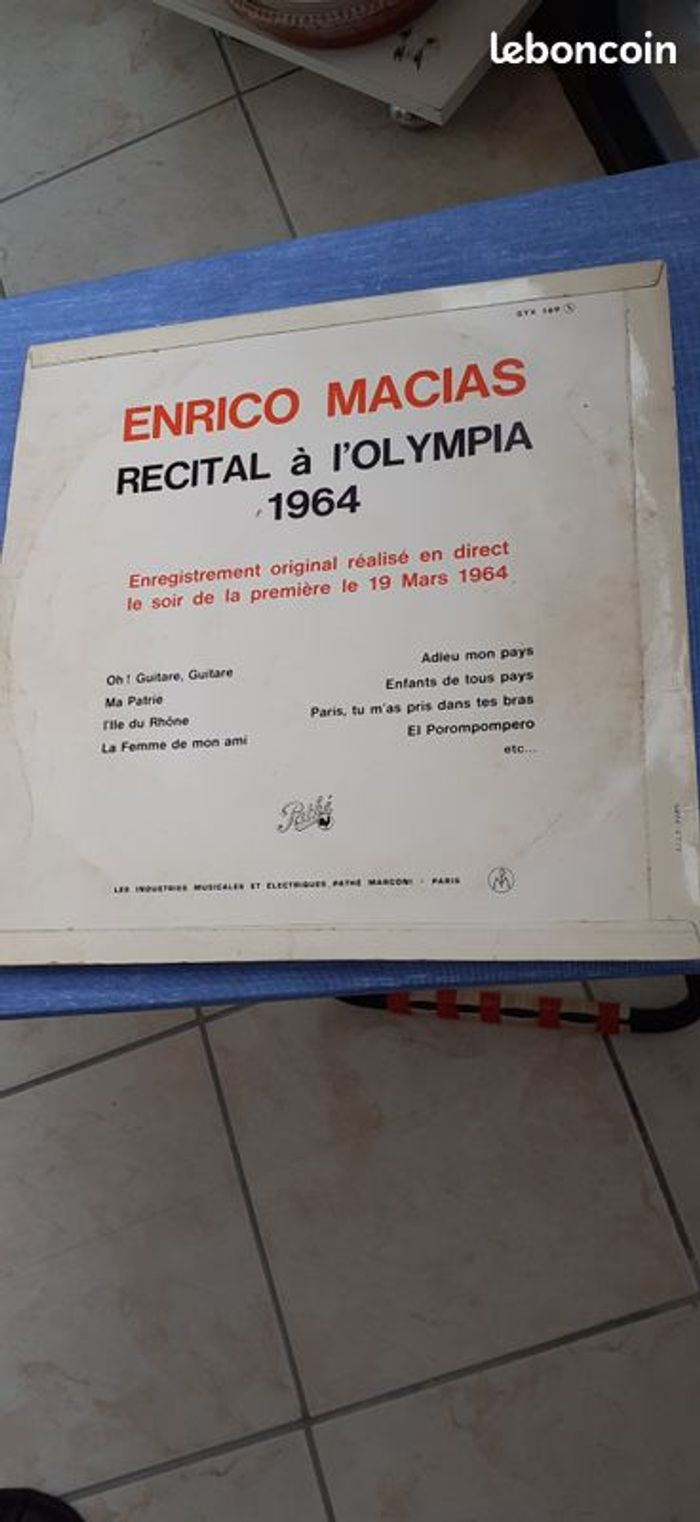 leboncoin
ENRICO MACIAS
RECITAL à l'OLYMPIA
1964
Enregistrement original réalisé en direct
le soir de la première le 19 Mars 1964
Oh ! Guitare, Guitare
Ma Patrie
l'Ile du Rhône
La Femme de mon ami
Adieu mon pays
Enfants de tous pays
Paris, tu m'as pris dans tes bras
El Porompompero
etc...
Pathé
LES INDUSTRIES MUSICALES ET ELECTRIQUES PATHÉ MARCONI - PARIS